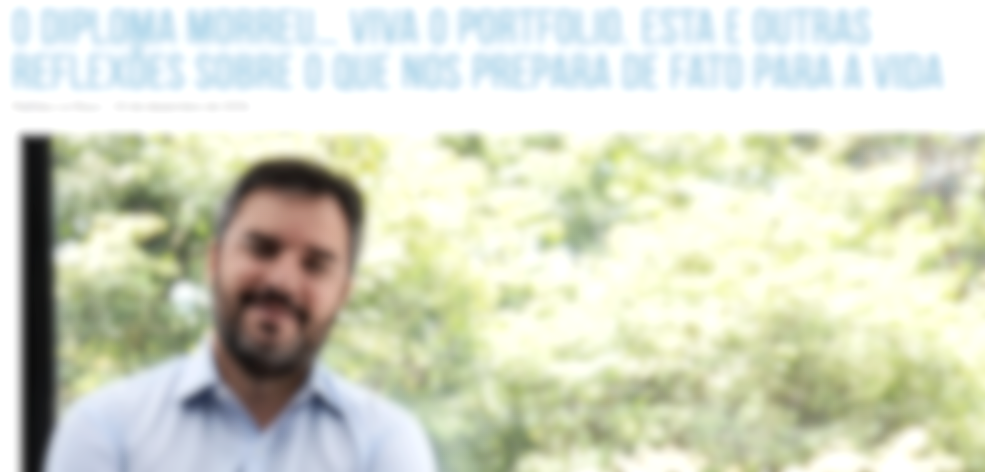 O DIPLOMA MORREU... VIVA O PORTFOLIO. ESTA E OUTRAS
REFLEXÕES SOBRE O QUE NOS PREPARA DE FATO PARA A VIDA